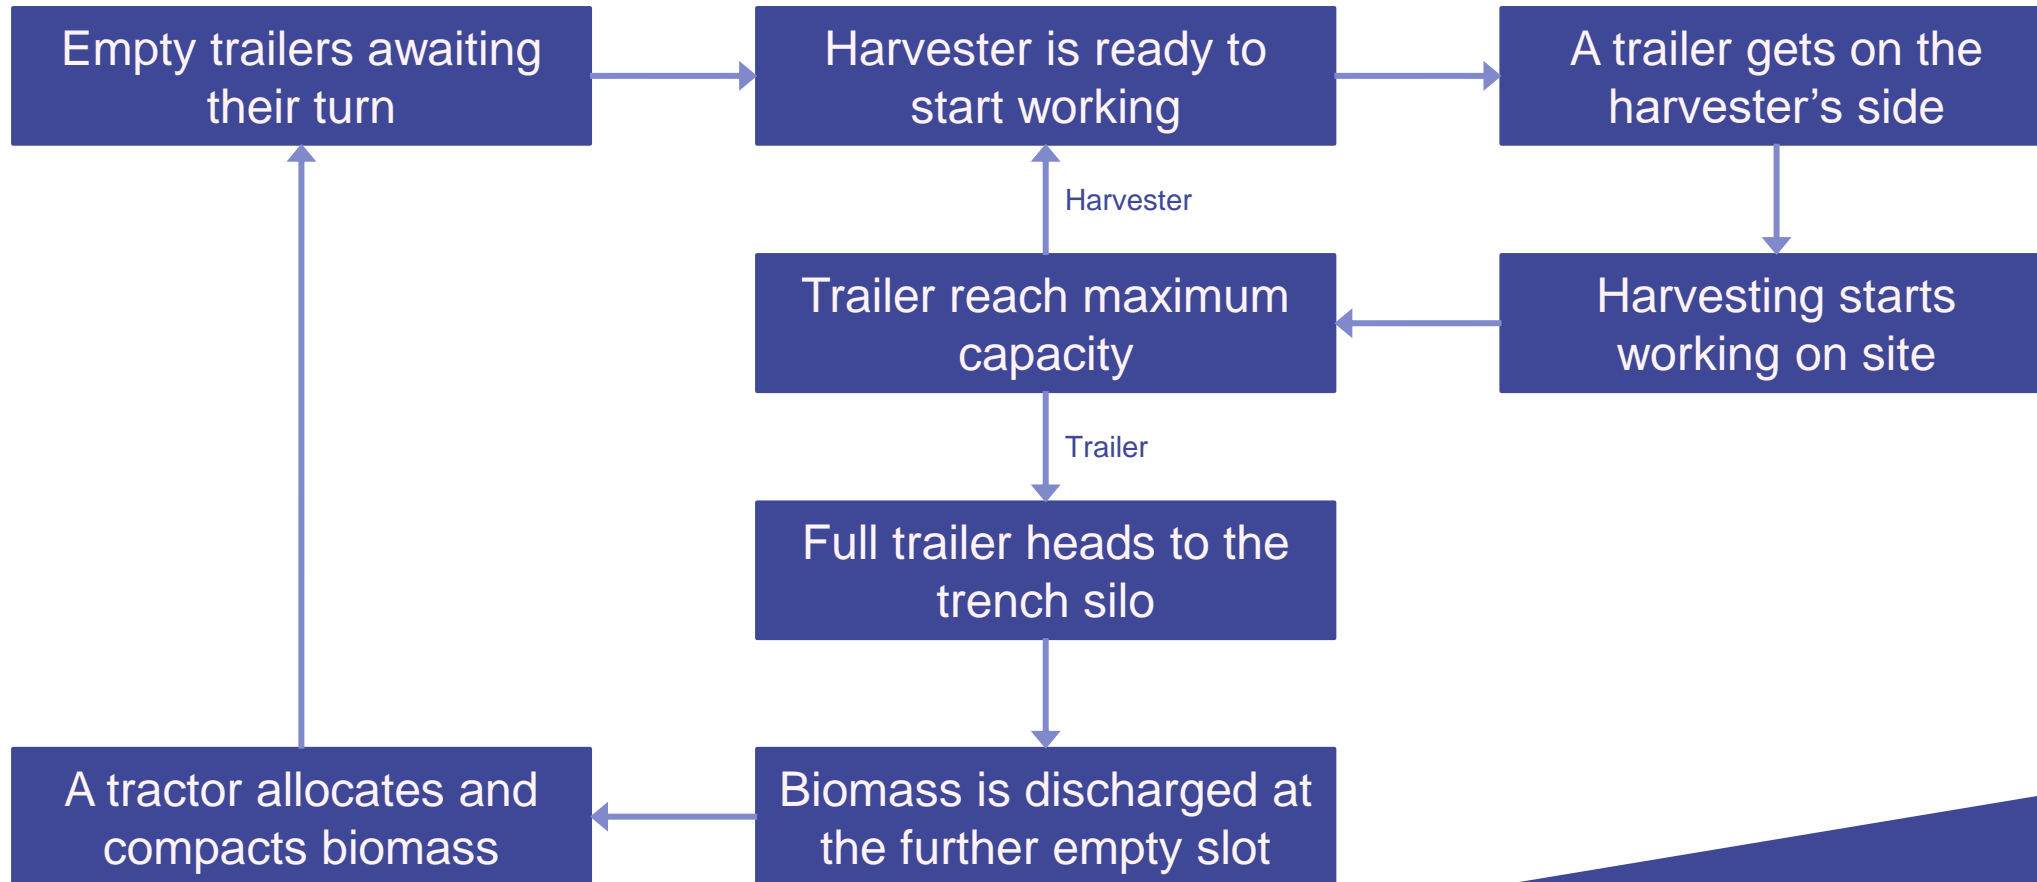 Empty trailers awaiting
their turn
Harvester is ready to
start working
A trailer gets on the
harvester’s side
Harvester
Trailer reach maximum
capacity
Harvesting starts
working on site
Trailer
Full trailer heads to the
trench silo
A tractor allocates and
compacts biomass
Biomass is discharged at
the further empty slot